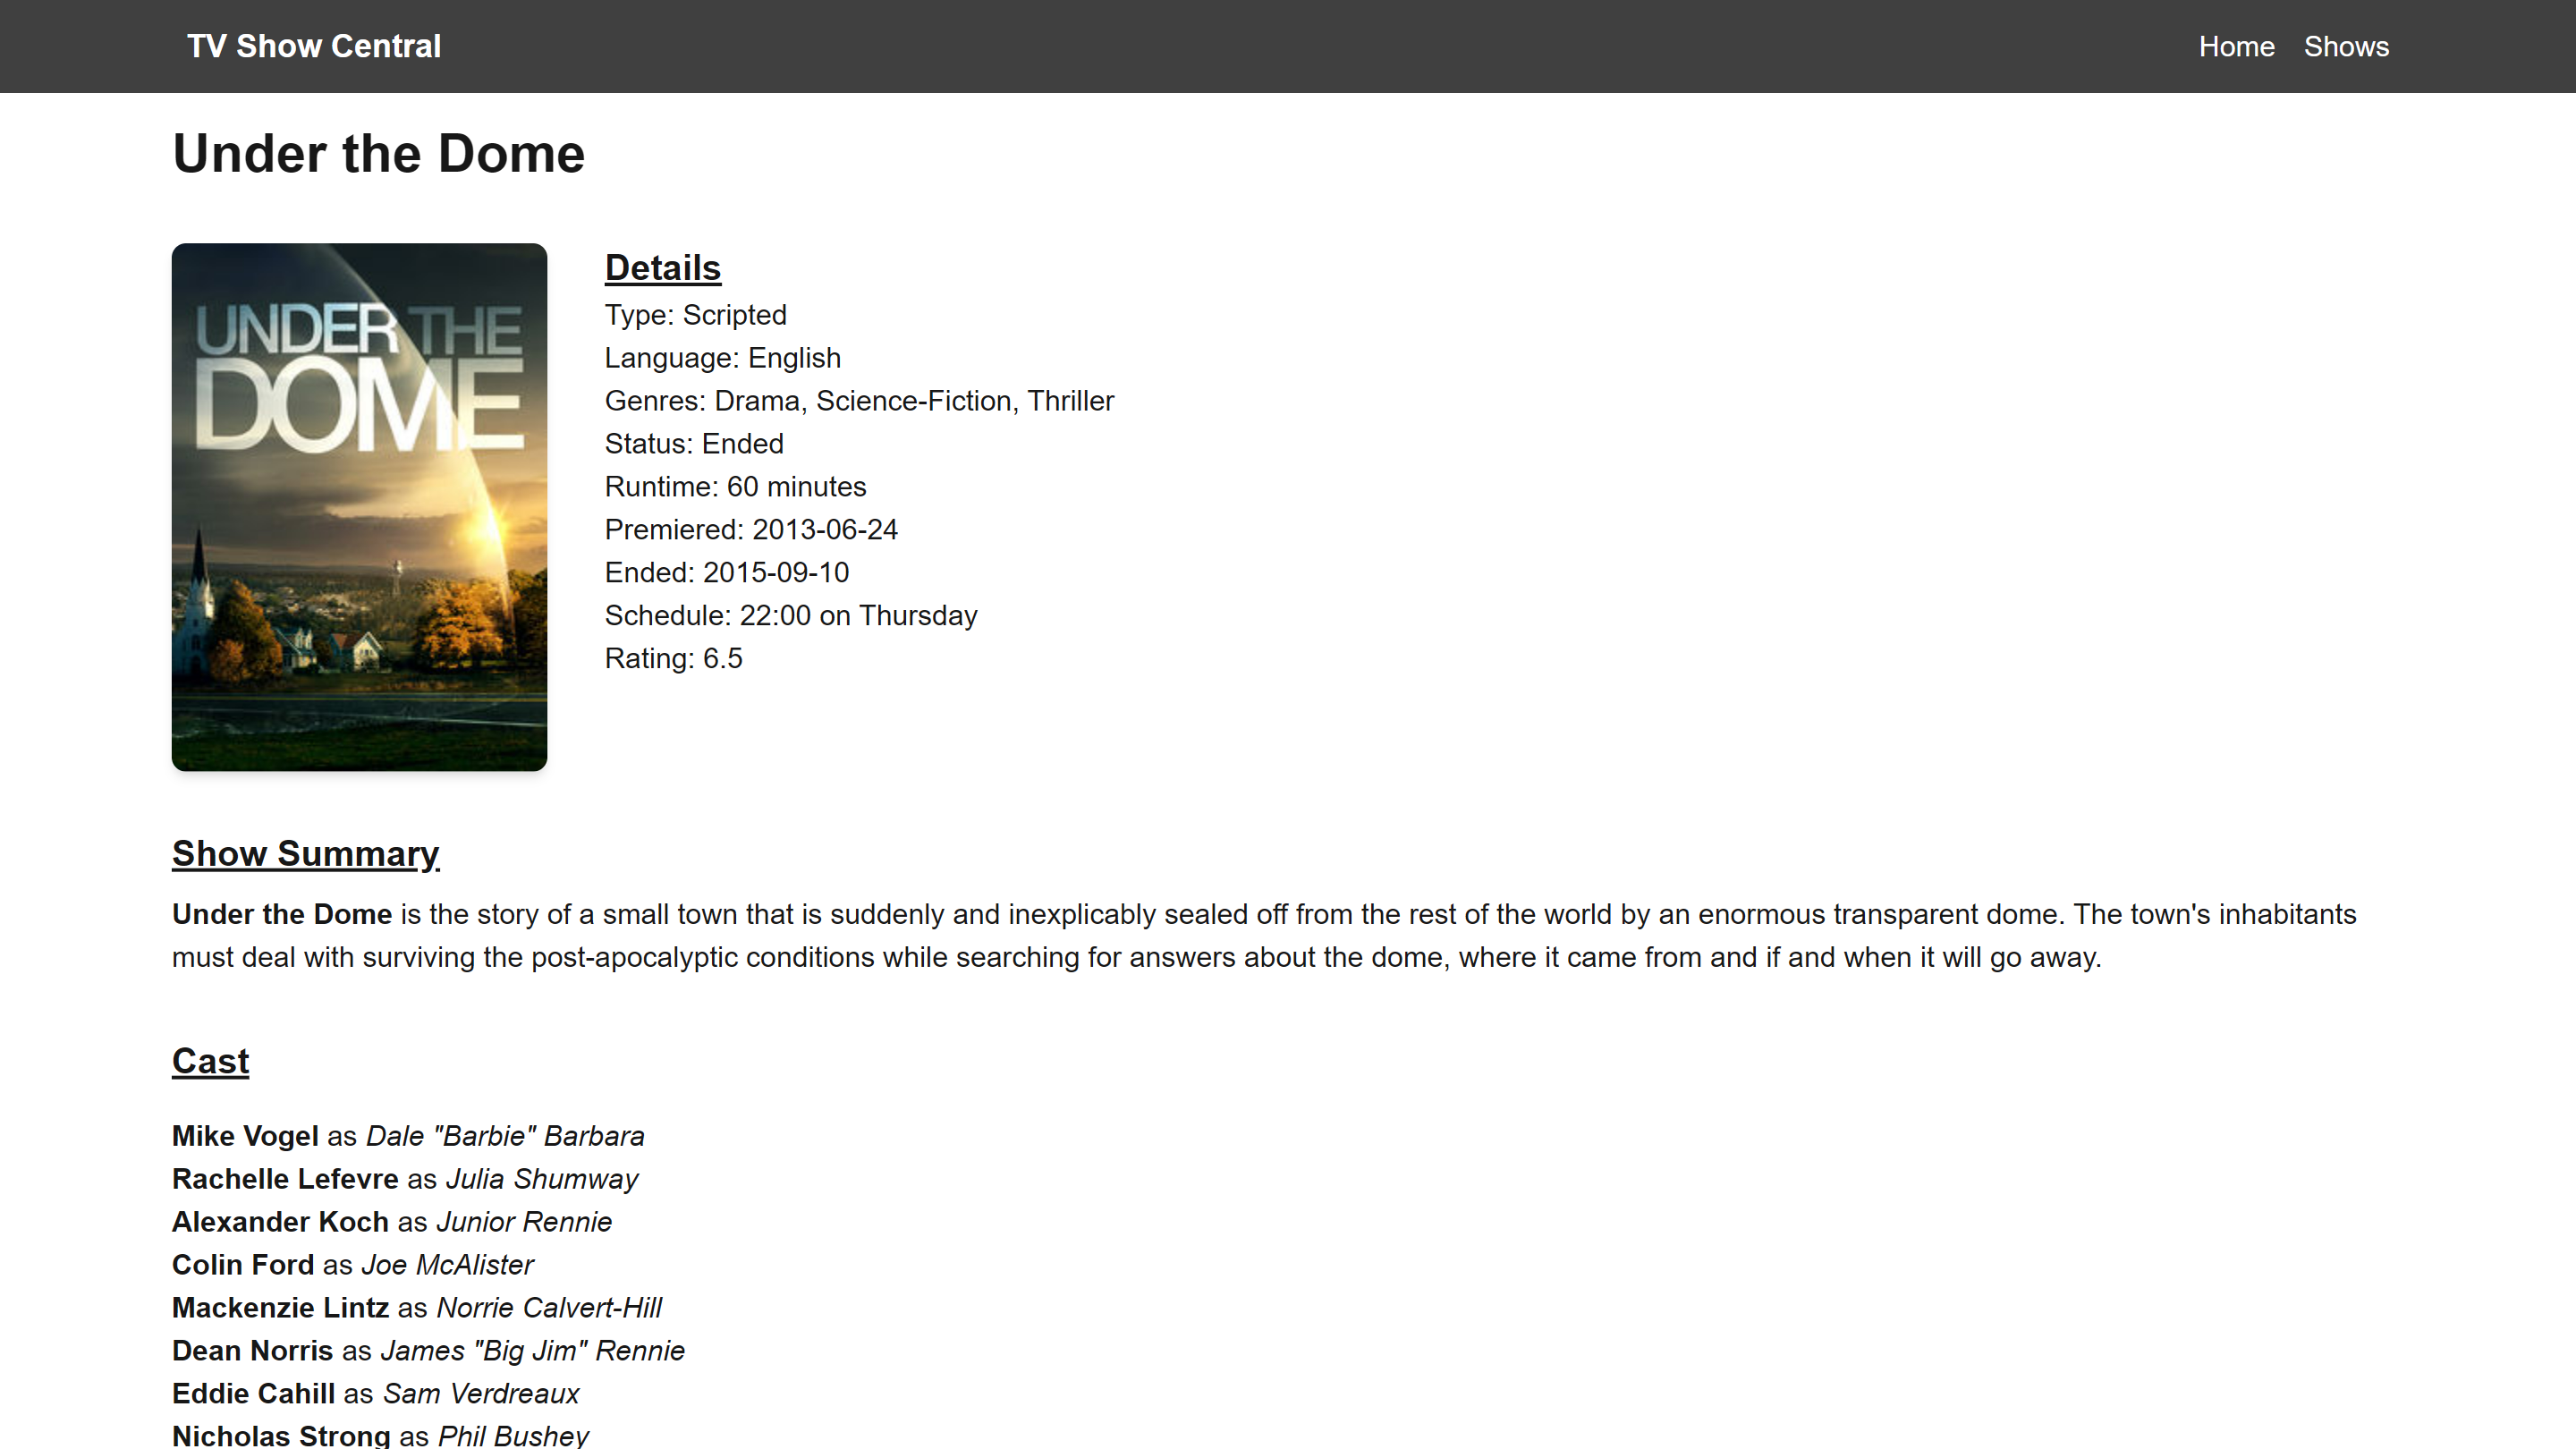 TV Show Central
Home Shows
Under the Dome
UNDER THE
DOME
Details
Type: Scripted
Language: English
Genres: Drama, Science-Fiction, Thriller
Status: Ended
Runtime: 60 minutes
Premiered: 2013-06-24
Ended: 2015-09-10
Schedule: 22:00 on Thursday
Rating: 6.5
Show Summary
Under the Dome is the story of a small town that is suddenly and inexplicably sealed off from the rest of the world by an enormous transparent dome. The town's inhabitants
must deal with surviving the post-apocalyptic conditions while searching for answers about the dome, where it came from and if and when it will go away.
Cast
Mike Vogel as Dale "Barbie" Barbara
Rachelle Lefevre as Julia Shumway
Alexander Koch as Junior Rennie
Colin Ford as Joe McAlister
Mackenzie Lintz as Norrie Calvert-Hill
Dean Norris as James "Big Jim" Rennie
Eddie Cahill as Sam Verdreaux
Nicholas Strong as Phil Bushey